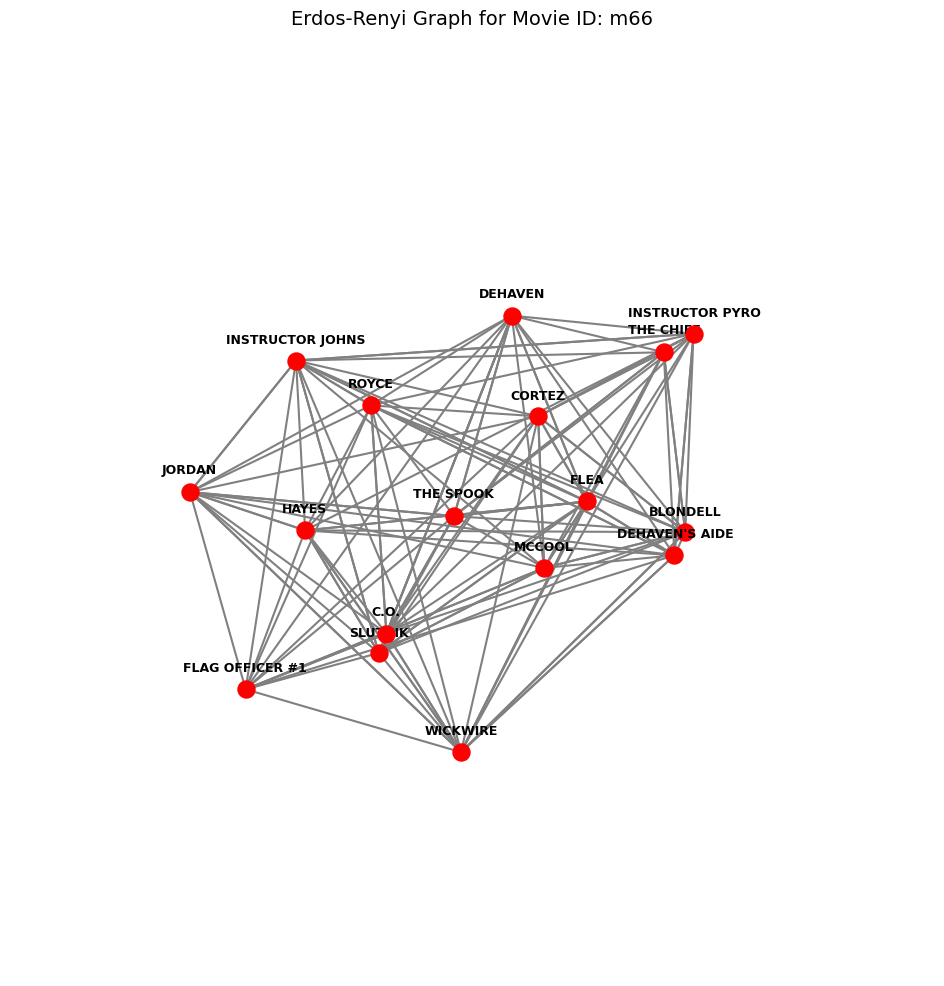 Erdos-Renyi Graph for Movie ID: m66
DEHAVEN
INSTRUCTOR PYRO
THE CHIEF
INSTRUCTOR JOHNS
ROYCE
CORTEZ
JORDAN
FLEA
THE SPOOK
HAYES
BLONDELL
DEHAVEN'S AIDE
MCCOOL
C.O.
SLUTNIK
FLAG OFFICER #1
WICKWIRE